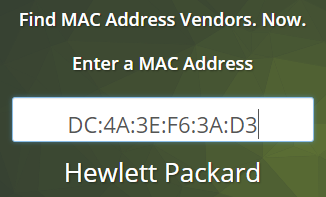 Find MAC Address Vendors. Now.
Enter a MAC Address
DC:4A:3E:F6:3A:D3
Hewlett Packard